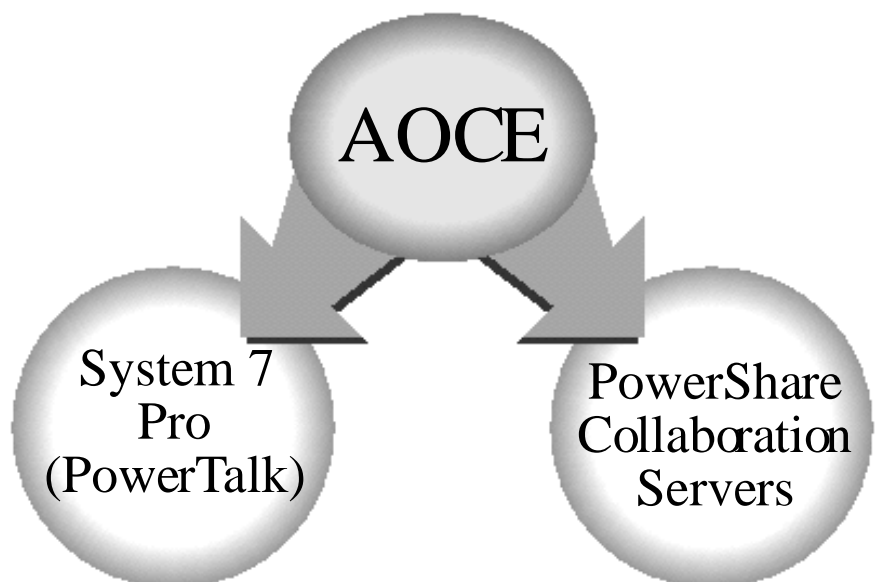 AOCE
System 7
Pro
(PowerTalk)
PowerShare
Collaboration
Servers